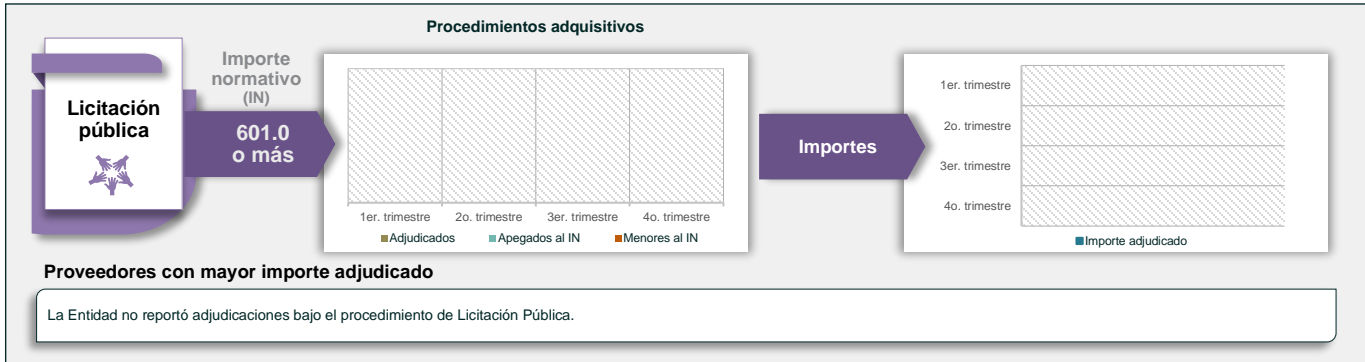 Procedimientos adquisitivos
Licitación
pública
Importe
normativo
(IN)
601.0
o más
1er. trimestre
2o. trimestre
3er. trimestre
4o. trimestre
Adjudicados
Apegados al IN
Menores al IN
Importes
1er. trimestre
2o. trimestre
3er. trimestre
4o. trimestre
Importe adjudicado
Proveedores con mayor importe adjudicado
La Entidad no reportó adjudicaciones bajo el procedimiento de Licitación Pública.